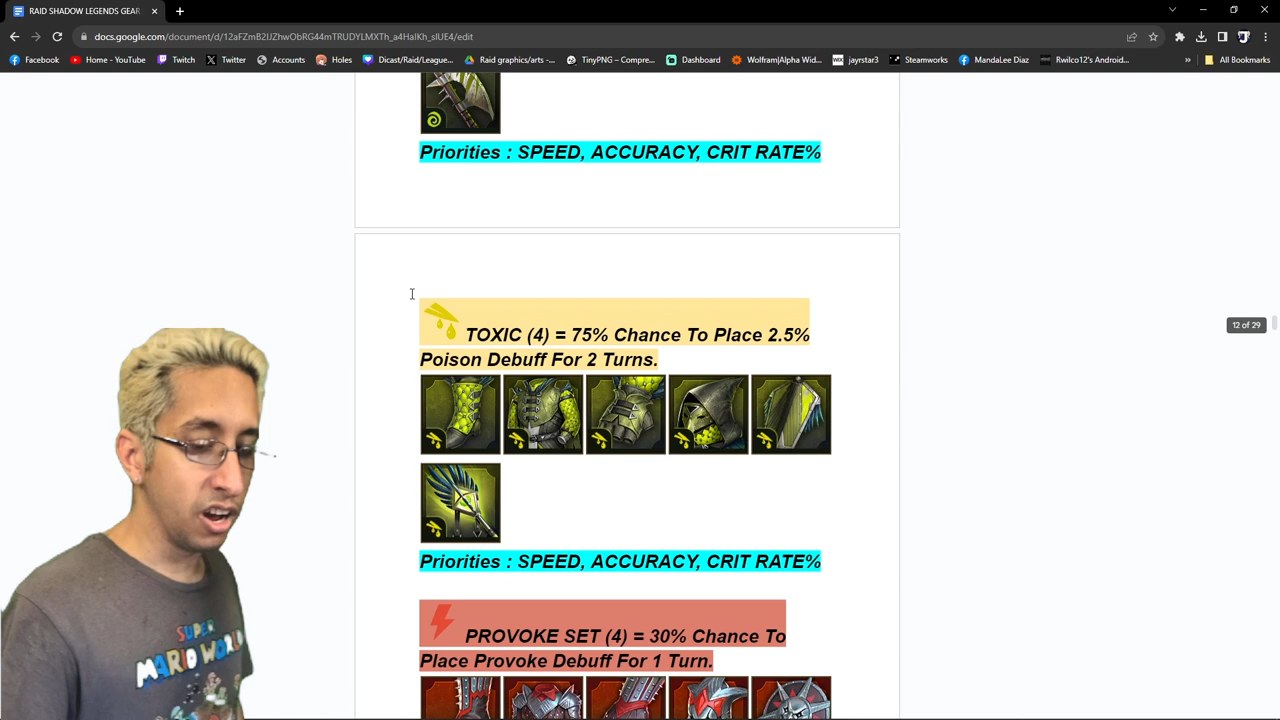 RAID SHADOW LEGENDS GEAR
docs.google.com/document/d/12aFZmB2IJZhwObRG44mTRUDYLMXTh_a4HaIKh_sIUE4/edit
Facebook
Home - YouTube
Twitch
Twitter
Accounts
Holes
Dicast/Raid/League...
Raid graphics/arts -...
TinyPNG – Compre...
Dashboard
Wolfram|Alpha Wid...
jayrstar3
Steamworks
MandaLee Diaz
Rwilco12's Android...
»
All Bookmarks
Priorities : SPEED, ACCURACY, CRIT RATE%
12 of 29
TOXIC (4) = 75% Chance To Place 2.5%
Poison Debuff For 2 Turns.
Priorities : SPEED, ACCURACY, CRIT RATE%
PROVOKE SET (4) = 30% Chance To
Place Provoke Debuff For 1 Turn.
SUPER
MARIO WORLD